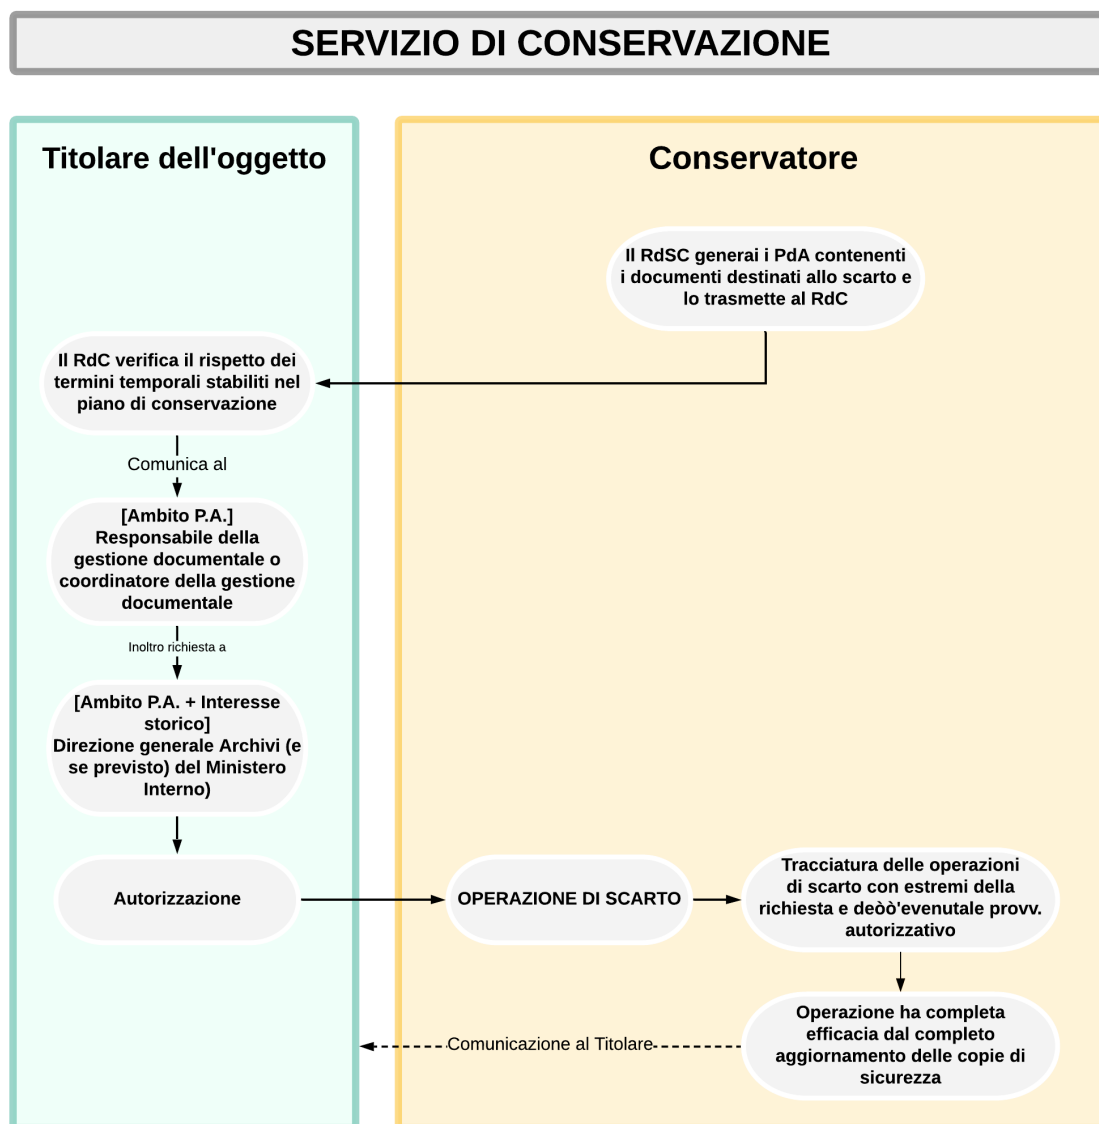 SERVIZIO DI CONSERVAZIONE
Titolare dell'oggetto
Conservatore
Il RdSC generai i PdA contenenti
i documenti destinati allo scarto e
lo trasmette al RdC
Il RdC verifica il rispetto dei
termini temporali stabiliti nel
piano di conservazione
Comunica al
[Ambito P.A.]
Responsabile della
gestione documentale o
coordinatore della gestione
documentale
Inoltro richiesta a
[Ambito P.A. + Interesse
storico]
Direzione generale Archivi (e
se previsto) del Ministero
Interno)
Autorizzazione
OPERAZIONE DI SCARTO
Tracciatura delle operazioni
di scarto con estremi della
richiesta e deòò'evenutale provv.
autorizzativo
Operazione ha completa
efficacia dal completo
aggiornamento delle copie di
sicurezza
Comunicazione al Titolare